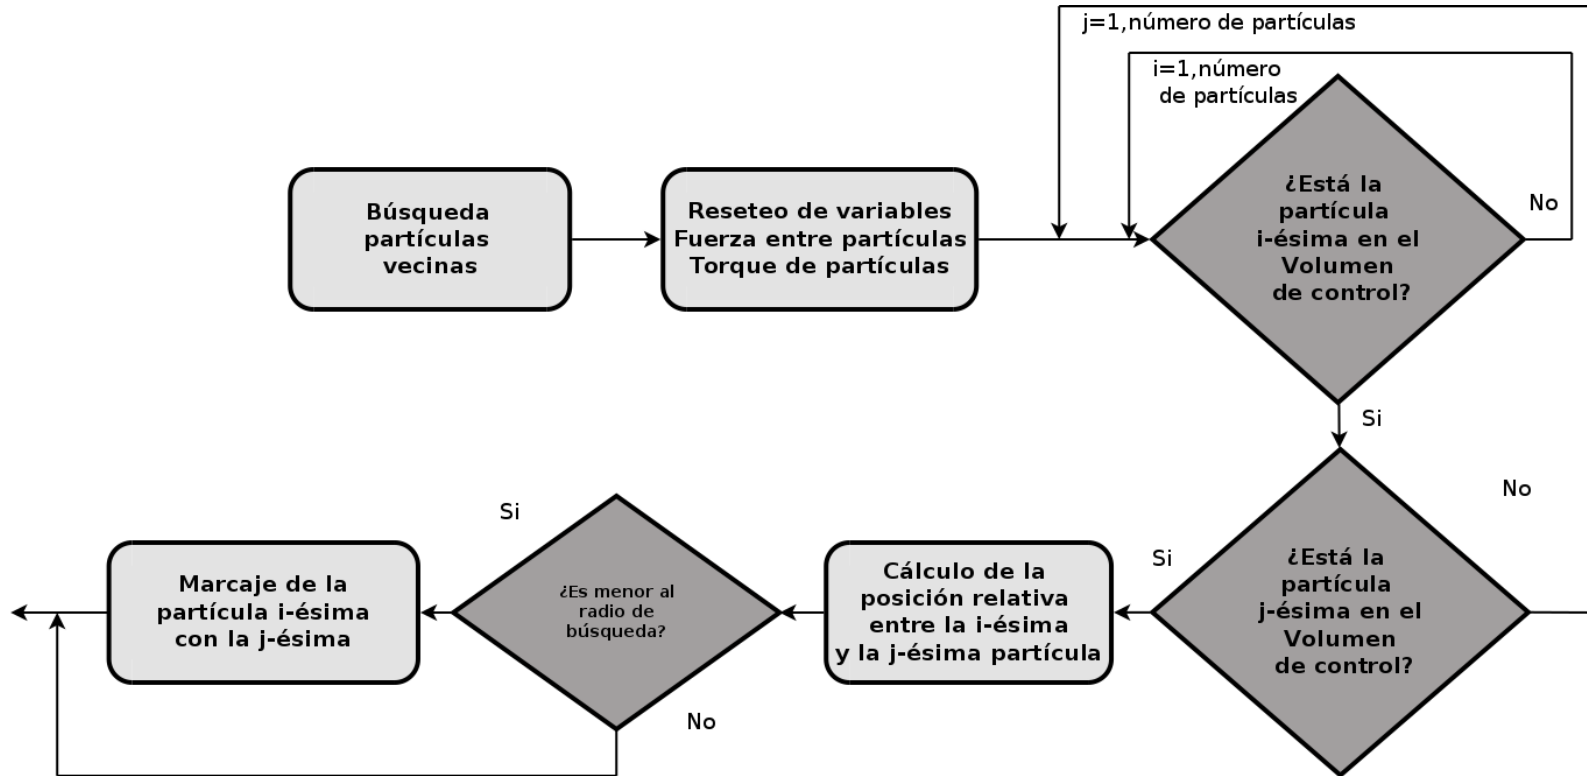 j=1,número de partículas
i=1,número
de partículas
Búsqueda
partículas
vecinas
Reseteo de variables
Fuerza entre partículas
Torque de partículas
¿Está la
partícula
i-ésima en el
Volumen
de control?
No
Si
¿Está la
partícula
j-ésima en el
Volumen
de control?
No
Si
Cálculo de la
posición relativa
entre la i-ésima
y la j-ésima partícula
¿Es menor al
radio de
búsqueda?
Si
No
Marcaje de la
partícula i-ésima
con la j-ésima